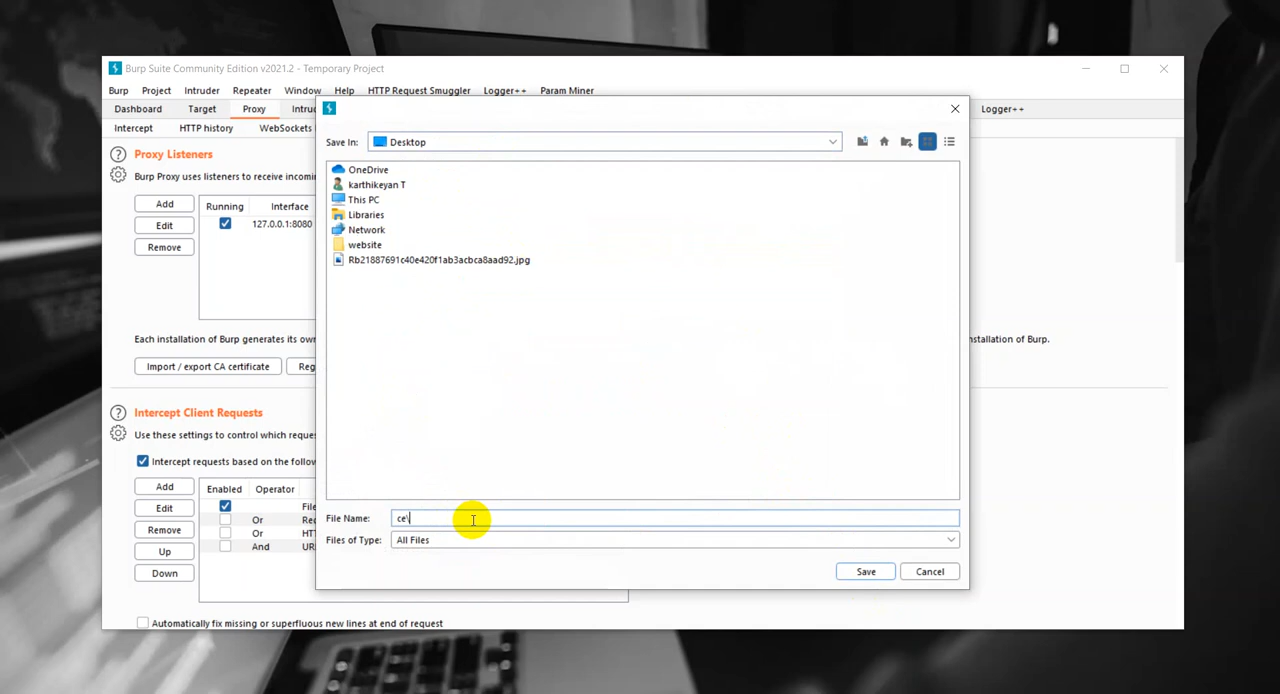 Burp Suite Community Edition v2021.2 - Temporary Project
Burp Project Intruder Repeater Window Help HTTP Request Smuggler Logger++ Param Miner
Dashboard Target Proxy Logger++
Intercept HTTP history WebSockets
Save In: Desktop
OneDrive
karthikeyan T
This PC
Libraries
Network
website
Rb21887691c40e420f1ab3acbca8aad92.jpg
File Name: ce\
Files of Type: All Files
Save Cancel
? Proxy Listeners
Burp Proxy uses listeners to receive
Add Running Interface
Edit 127.0.0.1:8080
Remove
Each installation of Burp generates its installation of Burp.
Import / export CA certificate
? Intercept Client Requests
Use these settings to control which
Intercept requests based on the
Add Enabled Operator
Edit
Remove Or
Or
Up And
Down
Automatically fix missing or superfluous new lines at end of request